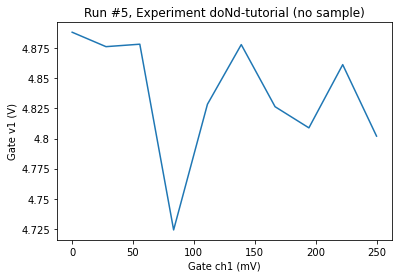 Run #5, Experiment doNd-tutorial (no sample)
4.875
4.85
4.825
4.8
4.775
4.75
4.725
Gate v1 (V)
0 50 100 150 200 250
Gate ch1 (mV)